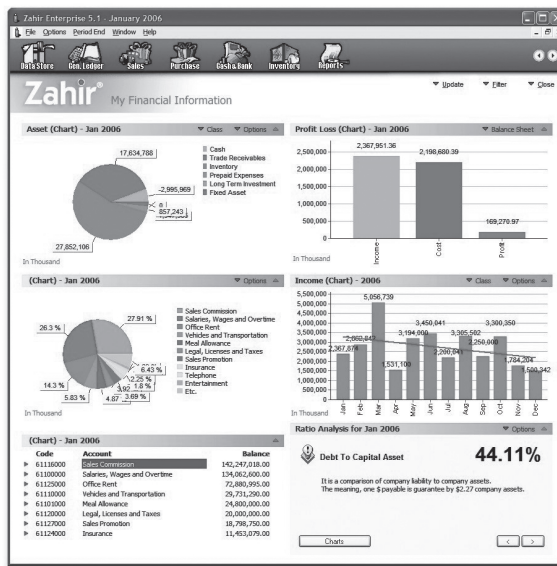 Zahir Enterprise 5.1 - January 2006
File Options Period End Window Help
Data Store Gen. Ledger Sales Purchase Cash & Bank Inventory Reports
Zahir® My Financial Information
Update Filter Close
Asset (Chart) - Jan 2006 Class Options
17,634,788
-2,995,969
857,243
27,852,106
Cash
Trade Receivables
Inventory
Prepaid Expenses
Long Term Investment
Fixed Asset
In Thousand
Profit Loss (Chart) - Jan 2006 Balance Sheet
2,367,951.36 2,198,680.39 169,270.97
2,500,000
2,000,000
1,500,000
1,000,000
500,000
0
Income Cost Profit
In Thousand
(Chart) - Jan 2006 Options
27.91 %
26.3 %
6.43 %
2.25 %
1.8 %
3.69 %
14.3 %
5.83 %
4.87
Sales Commission
Salaries, Wages and Overtime
Office Rent
Vehicles and Transportation
Meal Allowance
Legal, Licenses and Taxes
Sales Promotion
Insurance
Telephone
Entertainment
Etc.
In Thousand
Income (Chart) - 2006 Class Options
5,500,000
5,000,000
4,500,000
4,000,000
3,500,000
3,000,000
2,500,000
2,000,000
1,500,000
1,000,000
500,000
0
5,056,739
3,194,000 3,450,041 3,305,502 3,300,350
2,250,000
1,531,100
1,784,204
Jan Feb Mar Apr May Jun Jul Aug Sep Oct Nov Dec
In Thousand
(Chart) - Jan 2006
Code Account Balance
61116000 Sales Commission 142,247,018.00
61100000 Salaries, Wages and Overtime 134,062,600.00
61125000 Office Rent 72,880,995.00
61110000 Vehicles and Transportation 29,731,290.00
61101000 Meal Allowance 24,800,000.00
61120000 Legal, Licenses and Taxes 20,000,000.00
61127000 Sales Promotion 18,798,750.00
61124000 Insurance 11,453,079.00
Ratio Analysis for Jan 2006 Options
Debt To Capital Asset 44.11%
It is a comparison of company liability to company assets.
The meaning, one $ payable is guarantee by $2.27 company assets.
Charts < >